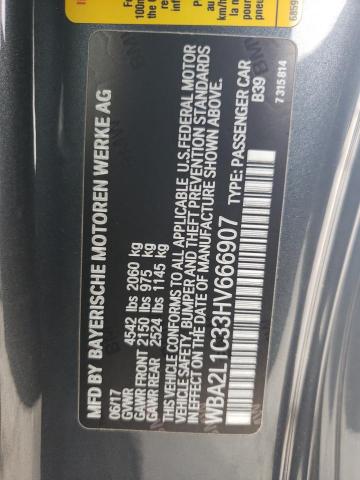 MFD BY BAYERISCHE MOTOREN WERKE AG
06/17
GVWR 4542 lbs 2060 kg
GAWR FRONT 2150 lbs 975 kg
GAWR REAR 2524 lbs 1145 kg
THIS VEHICLE CONFORMS TO ALL APPLICABLE U.S.FEDERAL MOTOR
VEHICLE SAFETY, BUMPER AND THEFT PREVENTION STANDARDS
IN EFFECT ON THE DATE OF MANUFACTURE SHOWN ABOVE.
WBA2L1C33HV666907 TYPE: PASSENGER CAR
B39
7 315 814